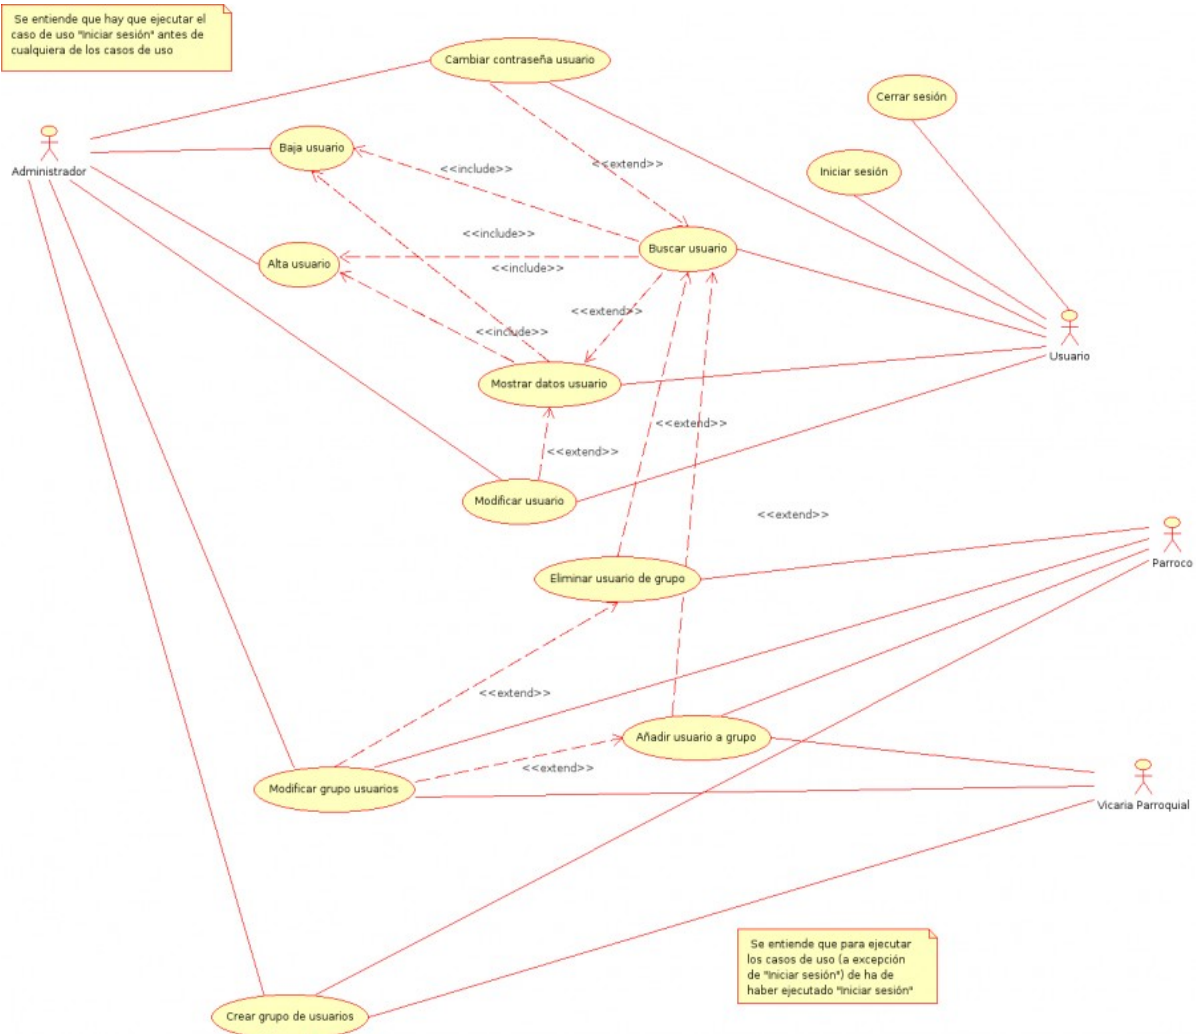 Se entiende que hay que ejecutar el
caso de uso "Iniciar sesión" antes de
cualquiera de los casos de uso
Cambiar contraseña usuario
Cerrar sesión
Administrador
Baja usuario
<<include>>
<<extend>>
Iniciar sesión
<<include>>
Buscar usuario
Alta usuario
<<include>>
<<extend>>
<<include>>
Usuario
Mostrar datos usuario
<<extend>>
<<extend>>
Modificar usuario
<<extend>>
Parroco
Eliminar usuario de grupo
<<extend>>
Añadir usuario a grupo
<<extend>>
Modificar grupo usuarios
Vicaria Parroquial
Se entiende que para ejecutar
los casos de uso (a excepción
de "Iniciar sesión") de ha de
haber ejecutado "Iniciar sesión"
Crear grupo de usuarios